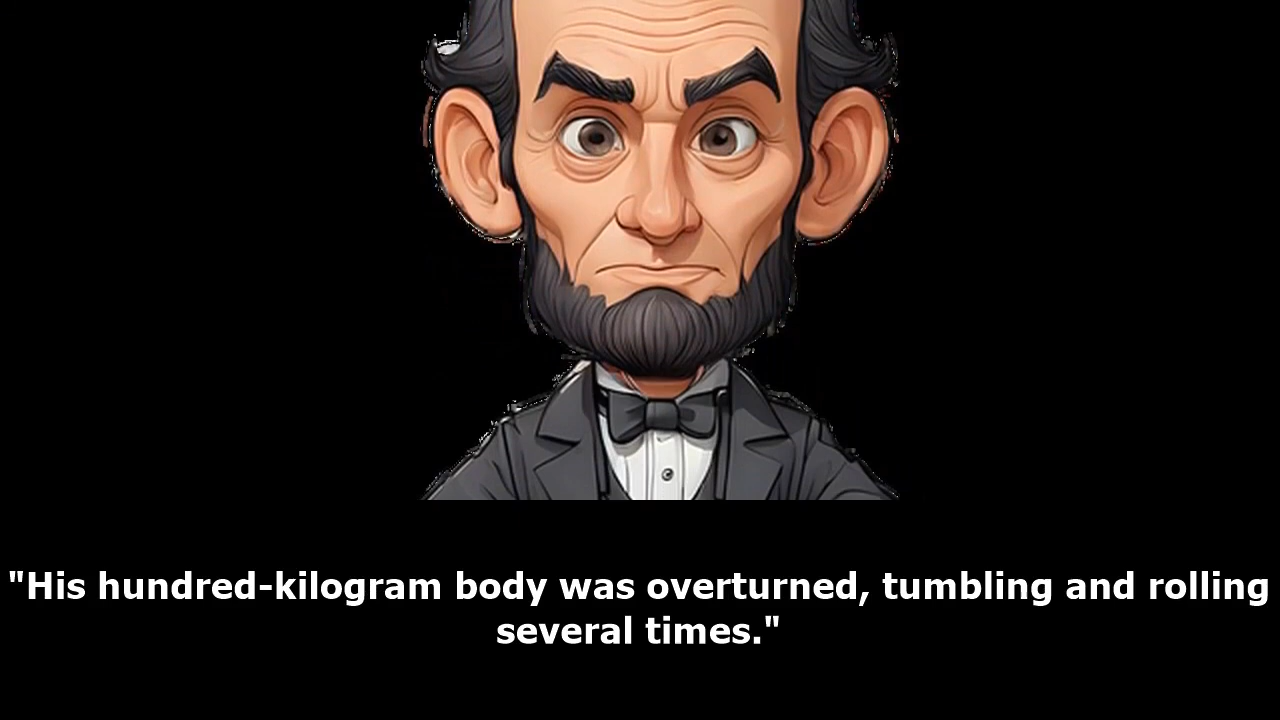 "His hundred-kilogram body was overturned, tumbling and rolling
several times."